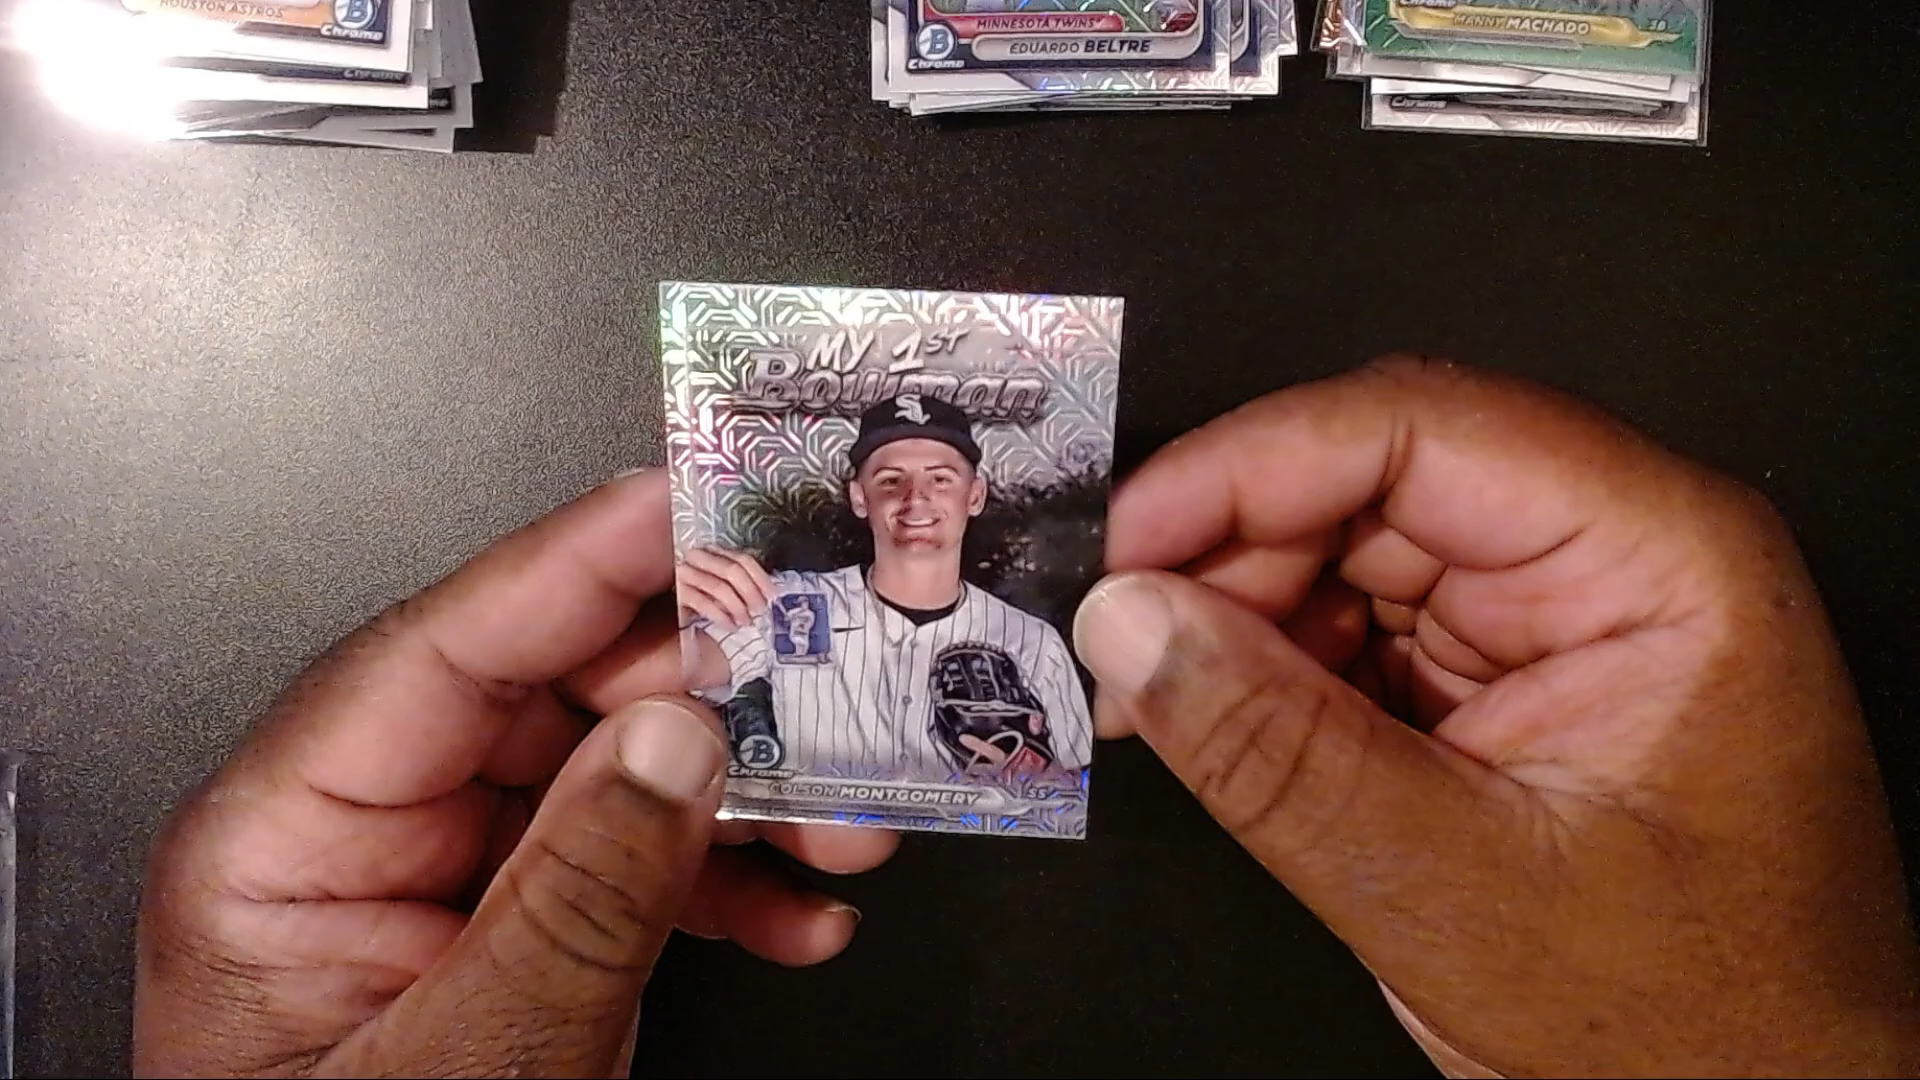 HOUSTON ASTROS
B
Chrome
Chrome
MINNESOTA TWINS
B
Chrome
EDUARDO BELTRE
Chrome
MANNY MACHADO
3B
Chrome
MY 1ST
Bowman
B
Chrome
COLSON MONTGOMERY
SS